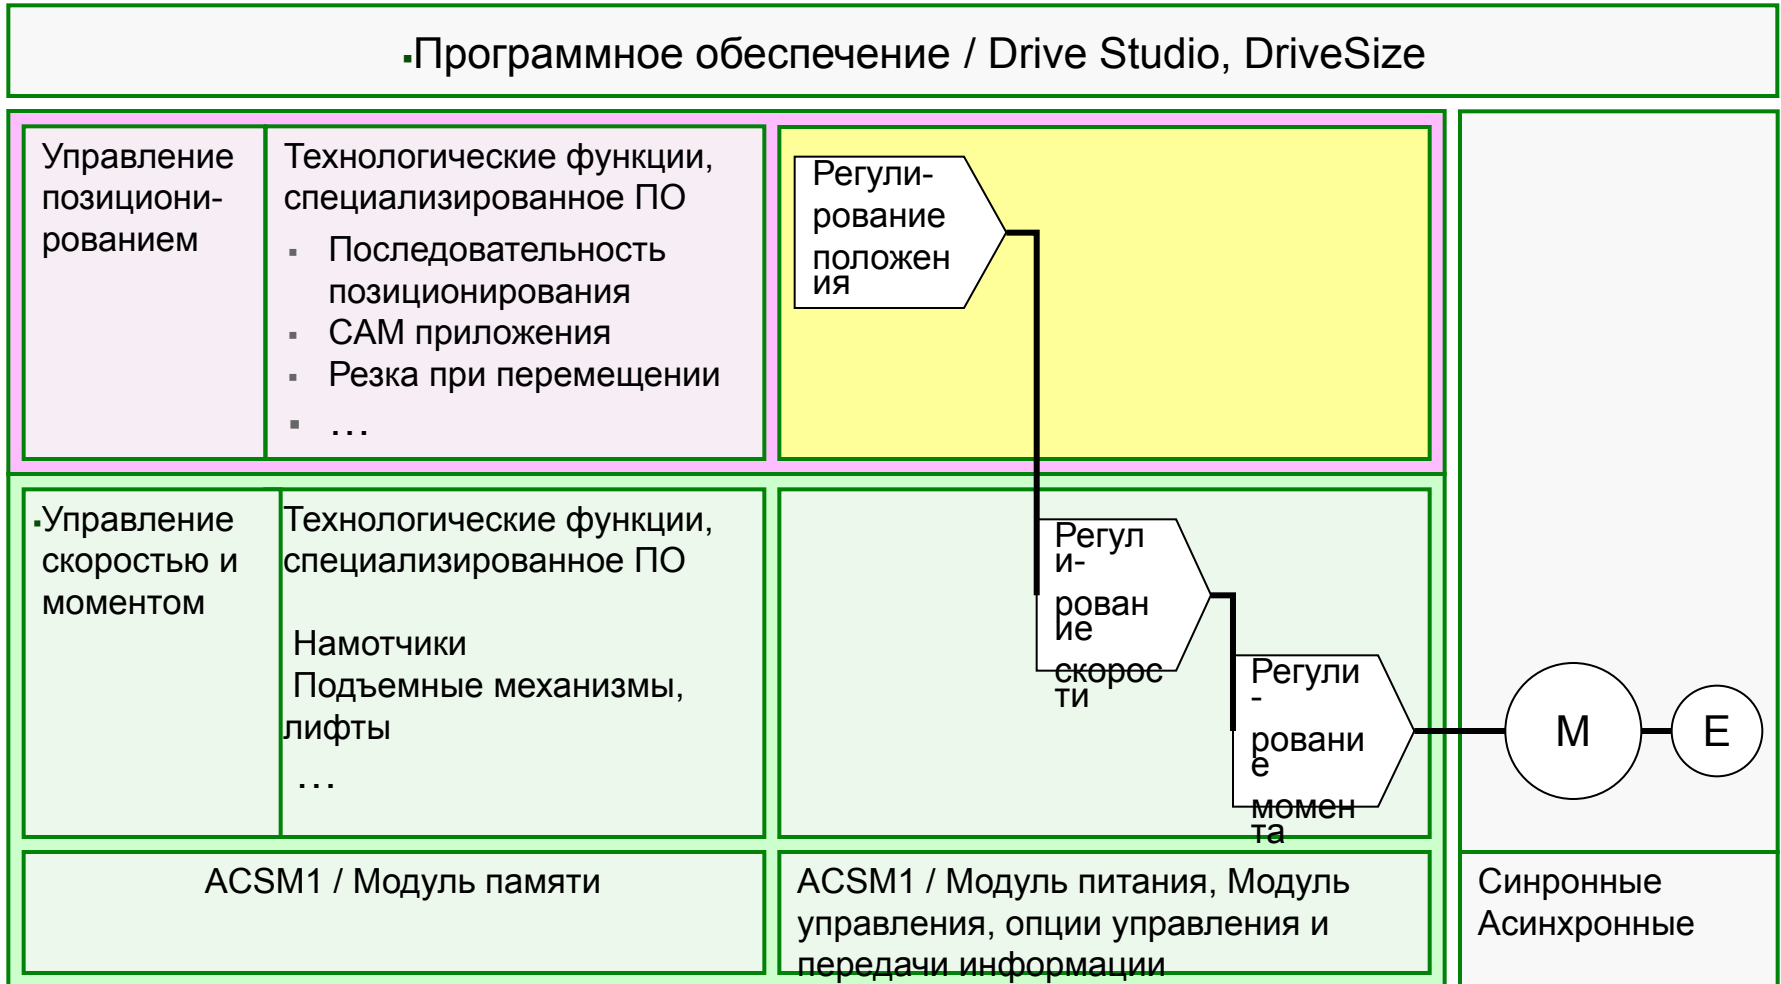 ▪Программное обеспечение / Drive Studio, DriveSize
Управление
позициони-
рованием
Технологические функции,
специализированное ПО
▪ Последовательность
позиционирования
▪ CAM приложения
▪ Резка при перемещении
▪ …
Регули-
рование
положен
ия
▪Управление
скоростью и
моментом
Технологические функции,
специализированное ПО
Намотчики
Подъемные механизмы,
лифты
…
Регул
и-
рован
ие
скорос
ти
Регули
-
ровани
е
момен
та
M
E
ACSM1 / Модуль памяти
ACSM1 / Модуль питания, Модуль
управления, опции управления и
передачи информации
Синронные
Асинхронные